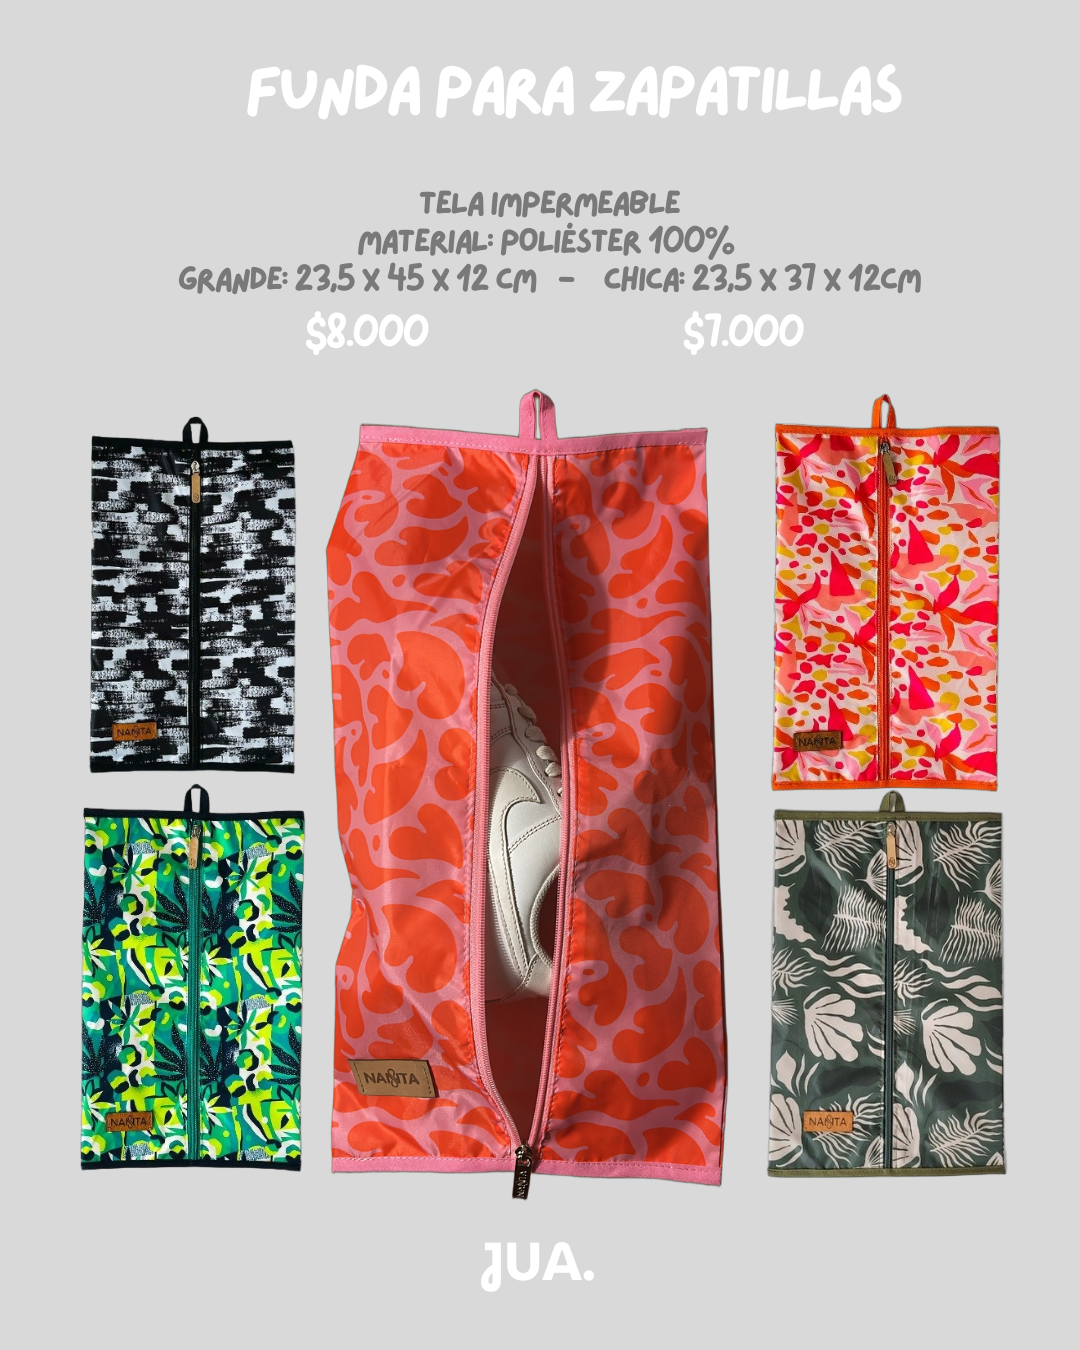 FUNDA PARA ZAPATILLAS
TELA IMPERMEABLE
MATERIAL: POLIÉSTER 100%
GRANDE: 23,5 X 45 X 12 CM - CHICA: 23,5 X 37 X 12CM
$8.000 $7.000
NANITA
NANITA
NANITA
NANITA
NANITA
JUA.